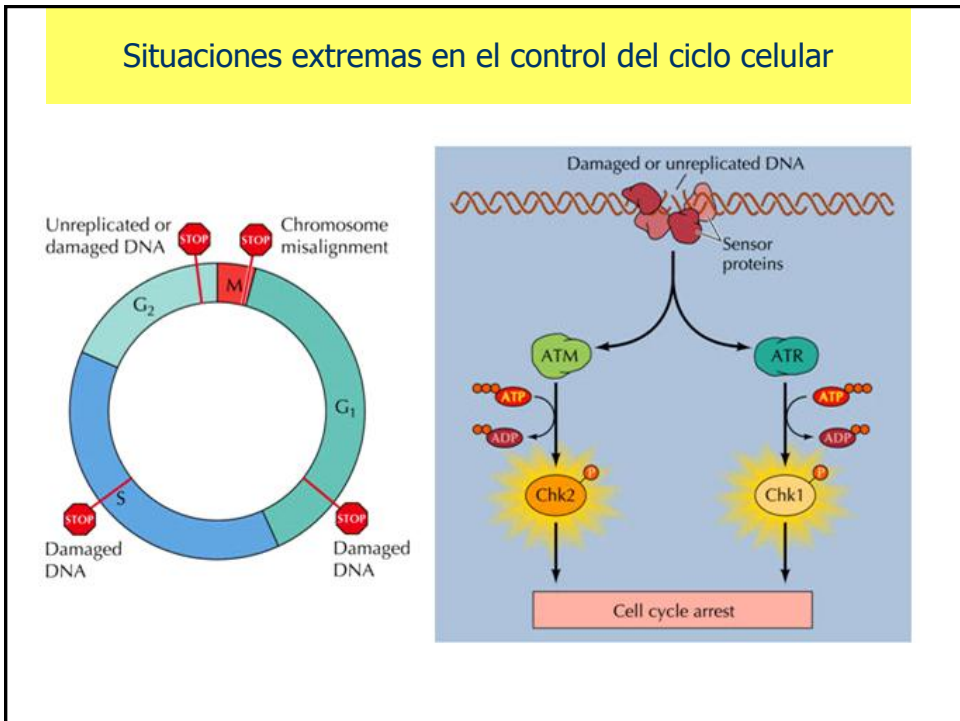 Situaciones extremas en el control del ciclo celular
Unreplicated or
damaged DNA
STOP
STOP
Chromosome
misalignment
M
G₂
G₁
S
STOP
Damaged
DNA
STOP
Damaged
DNA
Damaged or unreplicated DNA
Sensor
proteins
ATM
ATR
ATP
ADP
ATP
ADP
P
Chk2
P
Chk1
Cell cycle arrest